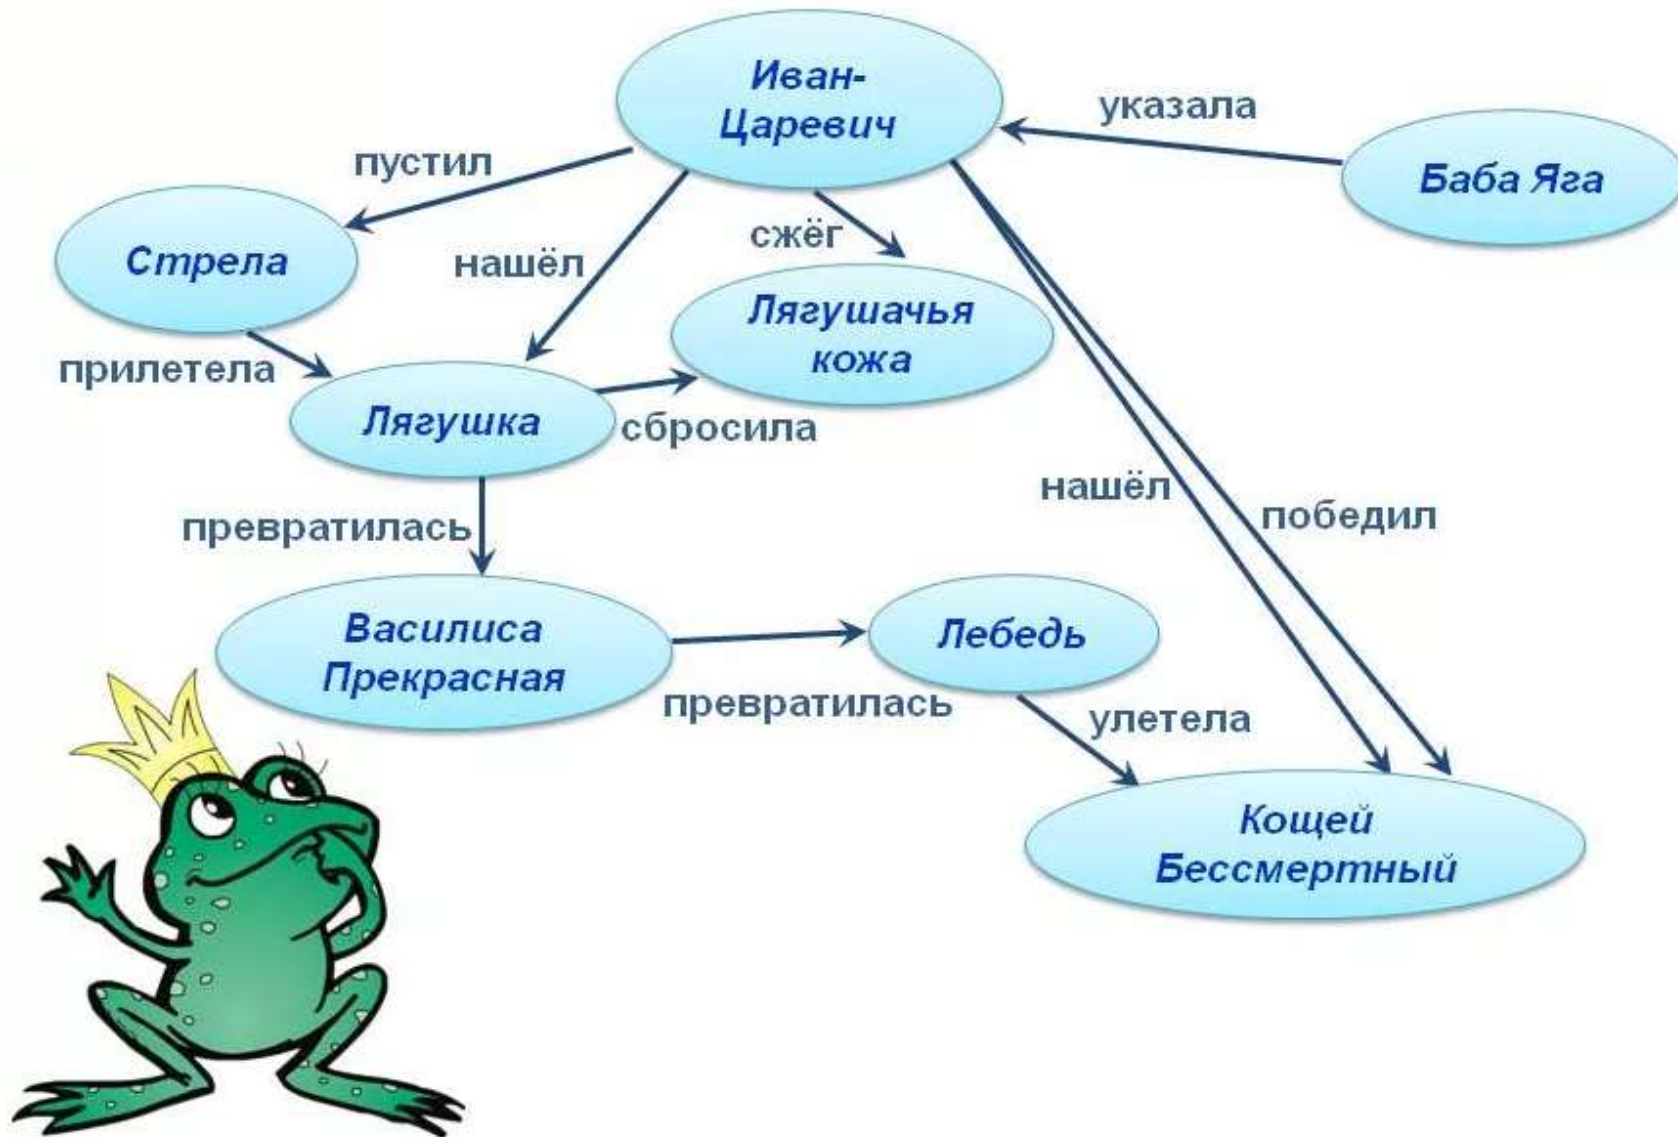 Иван-
Царевич
указала
Баба Яга
пустил
Стрела
нашёл
сжёг
Лягушачья
кожа
прилетела
Лягушка
сбросила
нашёл
победил
превратилась
Василиса
Прекрасная
Лебедь
превратилась
улетела
Кощей
Бессмертный